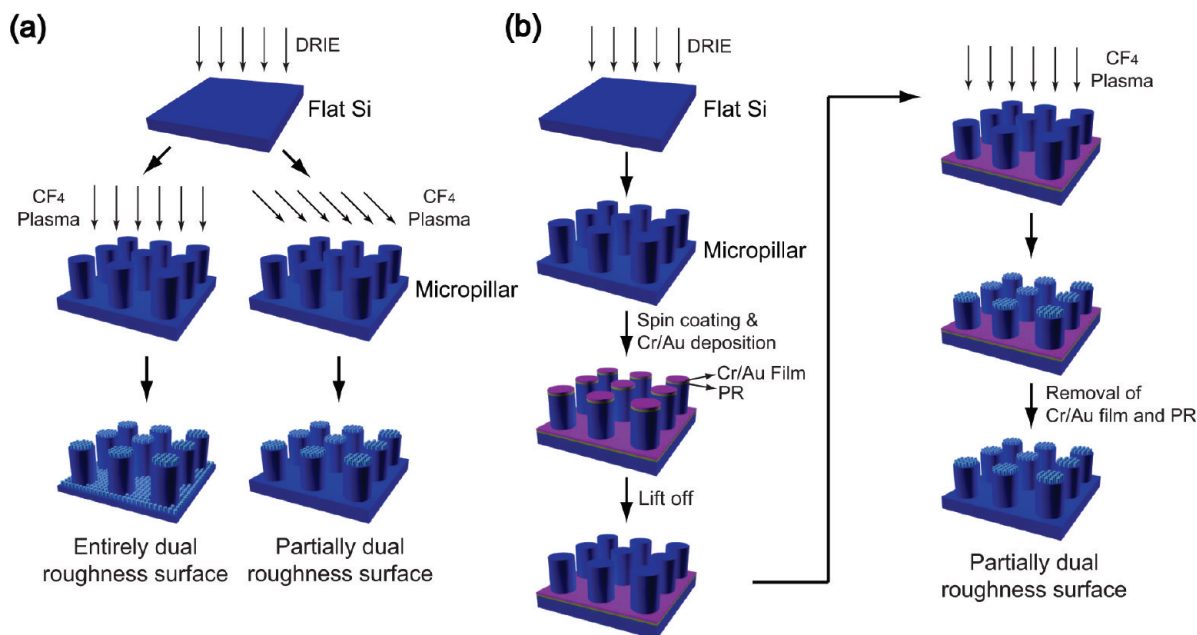 (a)
DRIE
Flat Si
CF4
Plasma
CF4
Plasma
Micropillar
Entirely dual
roughness surface
Partially dual
roughness surface
(b)
DRIE
Flat Si
Micropillar
Spin coating &
Cr/Au deposition
Cr/Au Film
PR
Lift off
CF4
Plasma
Removal of
Cr/Au film and PR
Partially dual
roughness surface